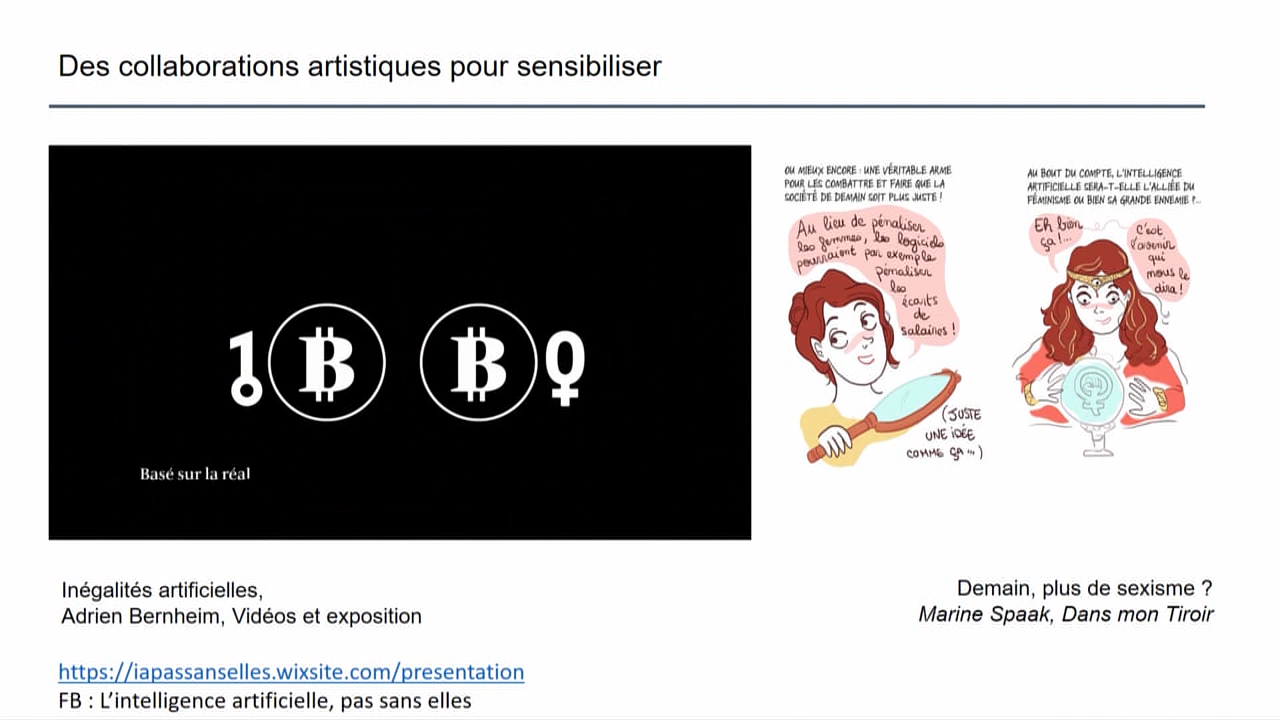 Des collaborations artistiques pour sensibiliser
Basé sur la réal
OU MIEUX ENCORE : UNE VÉRITABLE ARME
POUR LES COMBATTRE ET FAIRE QUE LA
SOCIÉTÉ DE DEMAIN SOIT PLUS JUSTE !
Au lieu de pénaliser
les femmes, les logiciels
pourraient par exemple
pénaliser
les
écarts
de
salaires !
(JUSTE
UNE IDÉE
COMME ÇA ...)
AU BOUT DU COMPTE, L'INTELLIGENCE
ARTIFICIELLE SERA-T-ELLE L'ALLIÉE DU
FÉMINISME OU BIEN SA GRANDE ENNEMIE ?...
Eh bien
ça !...
C'est
l'avenir
qui
nous le
dira !
Inégalités artificielles,
Adrien Bernheim, Vidéos et exposition
Demain, plus de sexisme ?
Marine Spaak, Dans mon Tiroir
https://iapassanselles.wixsite.com/presentation
FB : L’intelligence artificielle, pas sans elles